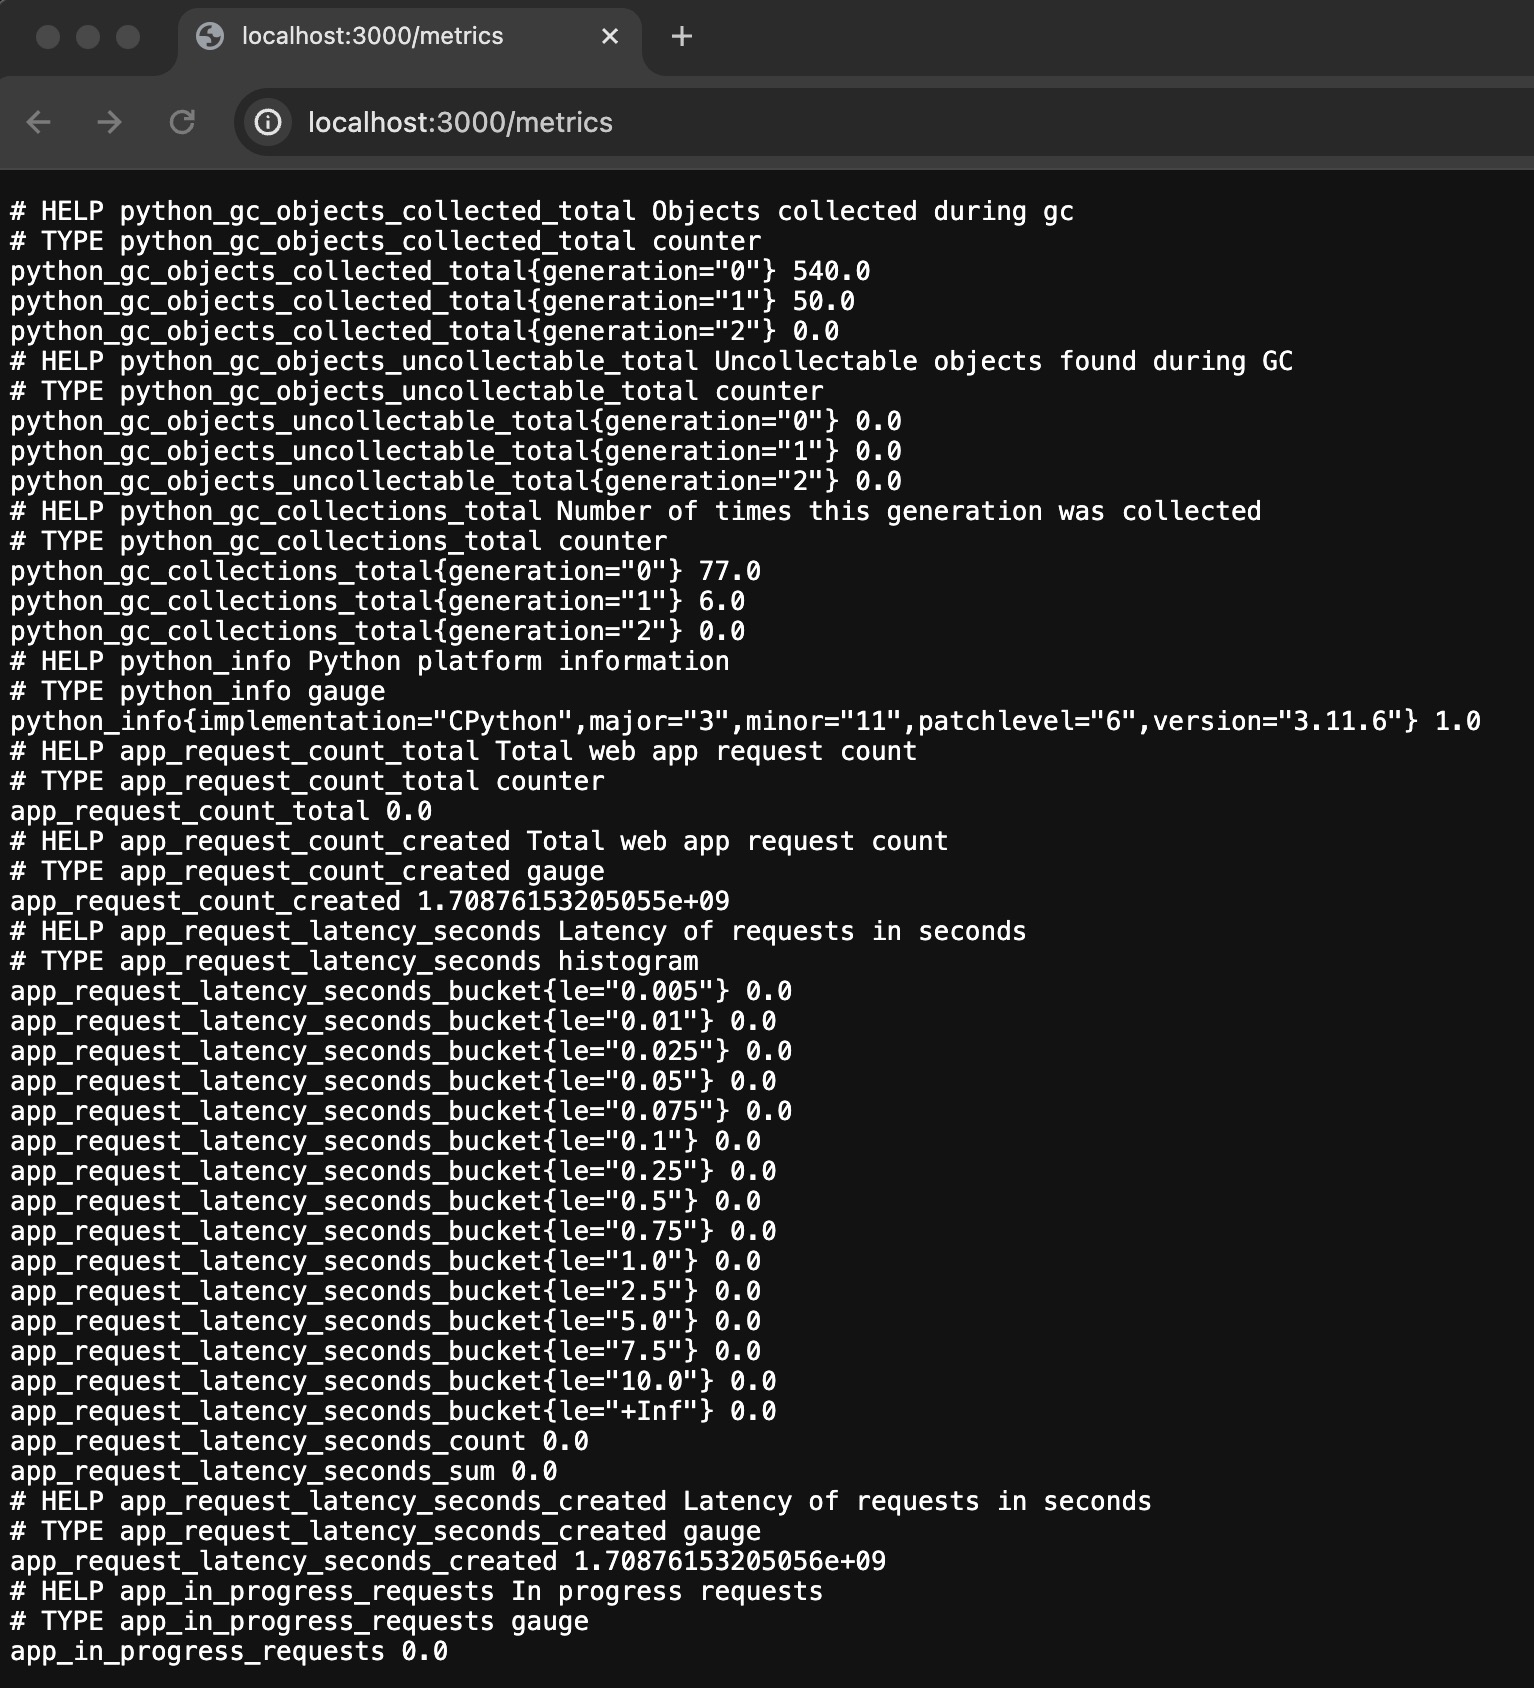 localhost:3000/metrics
localhost:3000/metrics
# HELP python_gc_objects_collected_total Objects collected during gc
# TYPE python_gc_objects_collected_total counter
python_gc_objects_collected_total{generation="0"} 540.0
python_gc_objects_collected_total{generation="1"} 50.0
python_gc_objects_collected_total{generation="2"} 0.0
# HELP python_gc_objects_uncollectable_total Uncollectable objects found during GC
# TYPE python_gc_objects_uncollectable_total counter
python_gc_objects_uncollectable_total{generation="0"} 0.0
python_gc_objects_uncollectable_total{generation="1"} 0.0
python_gc_objects_uncollectable_total{generation="2"} 0.0
# HELP python_gc_collections_total Number of times this generation was collected
# TYPE python_gc_collections_total counter
python_gc_collections_total{generation="0"} 77.0
python_gc_collections_total{generation="1"} 6.0
python_gc_collections_total{generation="2"} 0.0
# HELP python_info Python platform information
# TYPE python_info gauge
python_info{implementation="CPython",major="3",minor="11",patchlevel="6",version="3.11.6"} 1.0
# HELP app_request_count_total Total web app request count
# TYPE app_request_count_total counter
app_request_count_total 0.0
# HELP app_request_count_created Total web app request count
# TYPE app_request_count_created gauge
app_request_count_created 1.70876153205055e+09
# HELP app_request_latency_seconds Latency of requests in seconds
# TYPE app_request_latency_seconds histogram
app_request_latency_seconds_bucket{le="0.005"} 0.0
app_request_latency_seconds_bucket{le="0.01"} 0.0
app_request_latency_seconds_bucket{le="0.025"} 0.0
app_request_latency_seconds_bucket{le="0.05"} 0.0
app_request_latency_seconds_bucket{le="0.075"} 0.0
app_request_latency_seconds_bucket{le="0.1"} 0.0
app_request_latency_seconds_bucket{le="0.25"} 0.0
app_request_latency_seconds_bucket{le="0.5"} 0.0
app_request_latency_seconds_bucket{le="0.75"} 0.0
app_request_latency_seconds_bucket{le="1.0"} 0.0
app_request_latency_seconds_bucket{le="2.5"} 0.0
app_request_latency_seconds_bucket{le="5.0"} 0.0
app_request_latency_seconds_bucket{le="7.5"} 0.0
app_request_latency_seconds_bucket{le="10.0"} 0.0
app_request_latency_seconds_bucket{le="+Inf"} 0.0
app_request_latency_seconds_count 0.0
app_request_latency_seconds_sum 0.0
# HELP app_request_latency_seconds_created Latency of requests in seconds
# TYPE app_request_latency_seconds_created gauge
app_request_latency_seconds_created 1.70876153205056e+09
# HELP app_in_progress_requests In progress requests
# TYPE app_in_progress_requests gauge
app_in_progress_requests 0.0